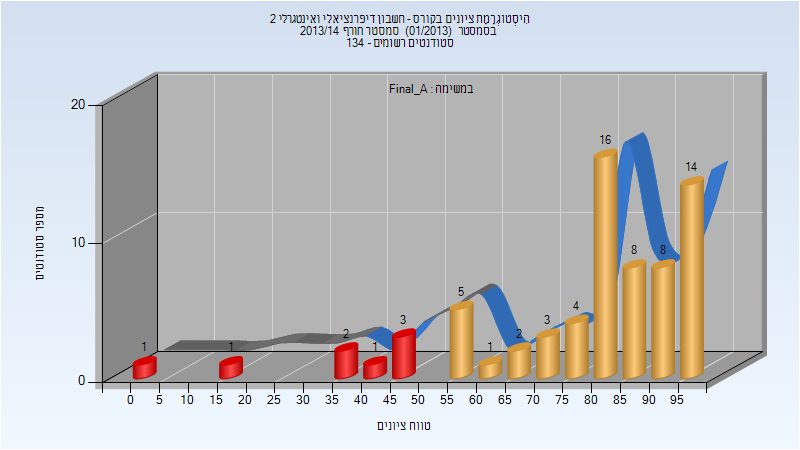 היסטוגרמת ציונים בקורס - חשבון דיפרנציאלי ואינטגרלי 2
בסמסטר (01/2013) סמסטר חורף 2013/14
סטודנטים רשומים - 134
במשימה : Final_A
מספר סטודנטים
20
10
0
1
1
2
1
3
5
1
2
3
4
16
8
8
14
0 5 10 15 20 25 30 35 40 45 50 55 60 65 70 75 80 85 90 95
טווח ציונים